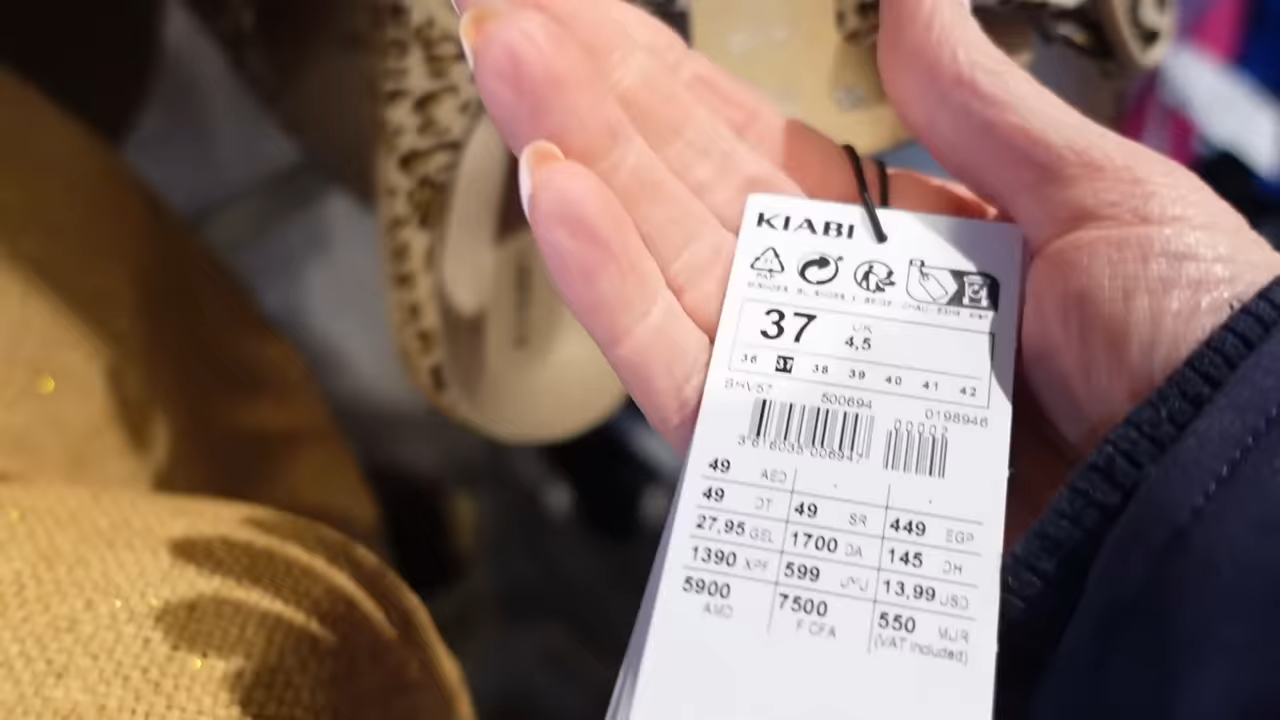 KIABI
37 UK 4,5
36 37 38 39 40 41 42
500694 0198946
00002
49 AED
49 DT 49 SR 449 EGP
27,95 GEL 1700 DA 145 DH
1390 XPF 599 13,99 USD
5900 AMD 7500 F CFA 550 MUR
(VAT included)